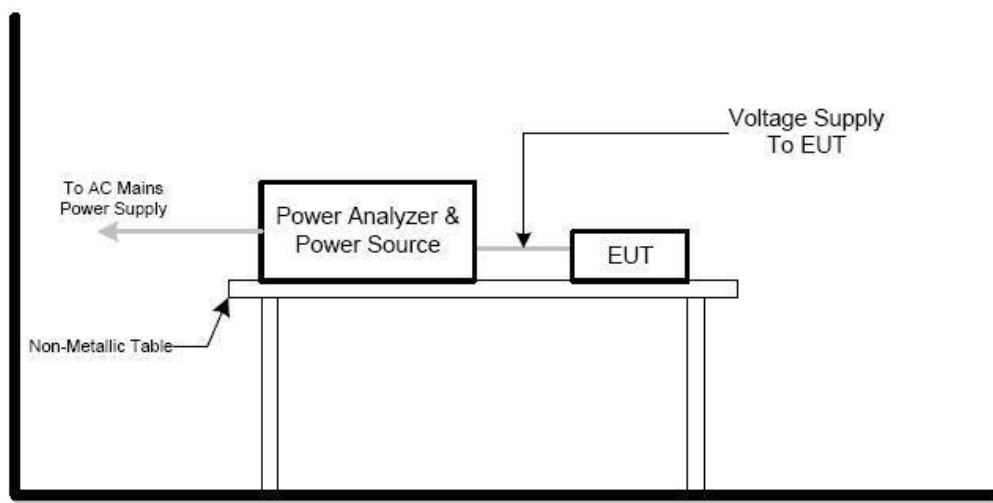 Voltage Supply
To EUT
To AC Mains
Power Supply
Power Analyzer &
Power Source
EUT
Non-Metallic Table